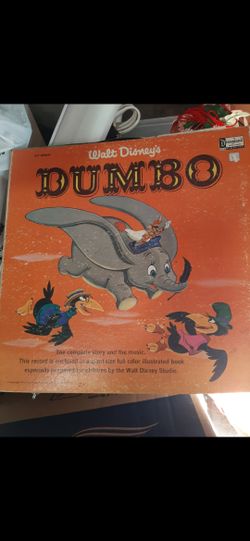 Walt Disney's
DUMBO
The complete story and the music.
This record is enclosed in a giant-size full color illustrated book
especially prepared for children by the Walt Disney Studio.